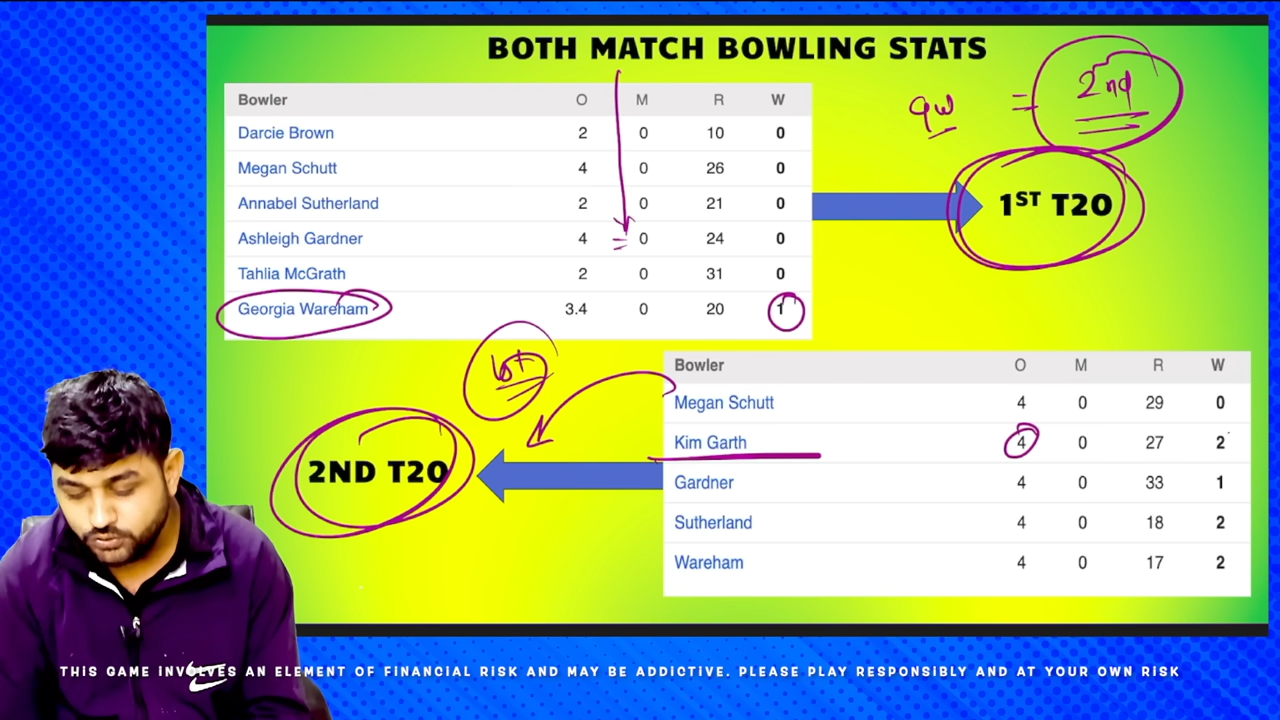 BOTH MATCH BOWLING STATS
Bowler O M R W
Darcie Brown 2 0 10 0
Megan Schutt 4 0 26 0
Annabel Sutherland 2 0 21 0
Ashleigh Gardner 4 0 24 0
Tahlia McGrath 2 0 31 0
Georgia Wareham 3.4 0 20 1
= 2nd
1ST T20
Bowler O M R W
Megan Schutt 4 0 29 0
Kim Garth 4 0 27 2
Gardner 4 0 33 1
Sutherland 4 0 18 2
Wareham 4 0 17 2
2ND T20
THIS GAME INVOLVES AN ELEMENT OF FINANCIAL RISK AND MAY BE ADDICTIVE. PLEASE PLAY RESPONSIBLY AND AT YOUR OWN RISK